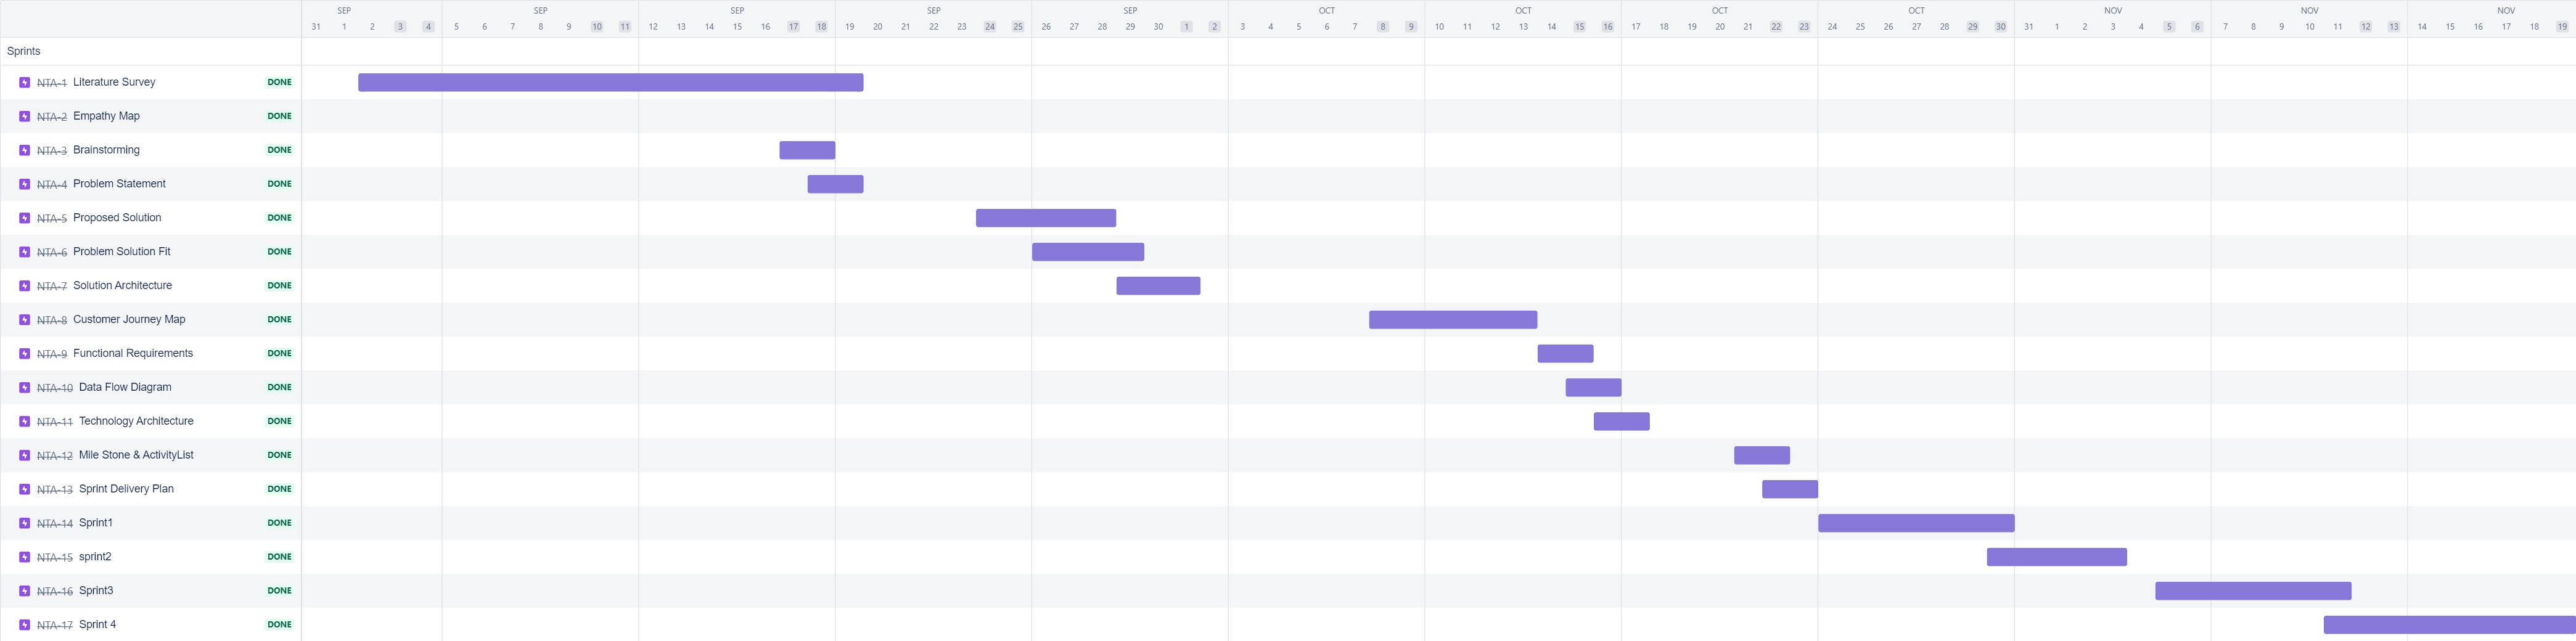 SEP SEP SEP SEP SEP OCT OCT OCT OCT NOV NOV NOV
31 1 2 3 4 5 6 7 8 9 10 11 12 13 14 15 16 17 18 19 20 21 22 23 24 25 26 27 28 29 30 1 2 3 4 5 6 7 8 9 10 11 12 13 14 15 16 17 18 19 20 21 22 23 24 25 26 27 28 29 30 31 1 2 3 4 5 6 7 8 9 10 11 12 13 14 15 16 17 18 19
Sprints
NTA-1 Literature Survey DONE
NTA-2 Empathy Map DONE
NTA-3 Brainstorming DONE
NTA-4 Problem Statement DONE
NTA-5 Proposed Solution DONE
NTA-6 Problem Solution Fit DONE
NTA-7 Solution Architecture DONE
NTA-8 Customer Journey Map DONE
NTA-9 Functional Requirements DONE
NTA-10 Data Flow Diagram DONE
NTA-11 Technology Architecture DONE
NTA-12 Mile Stone & ActivityList DONE
NTA-13 Sprint Delivery Plan DONE
NTA-14 Sprint1 DONE
NTA-15 sprint2 DONE
NTA-16 Sprint3 DONE
NTA-17 Sprint 4 DONE